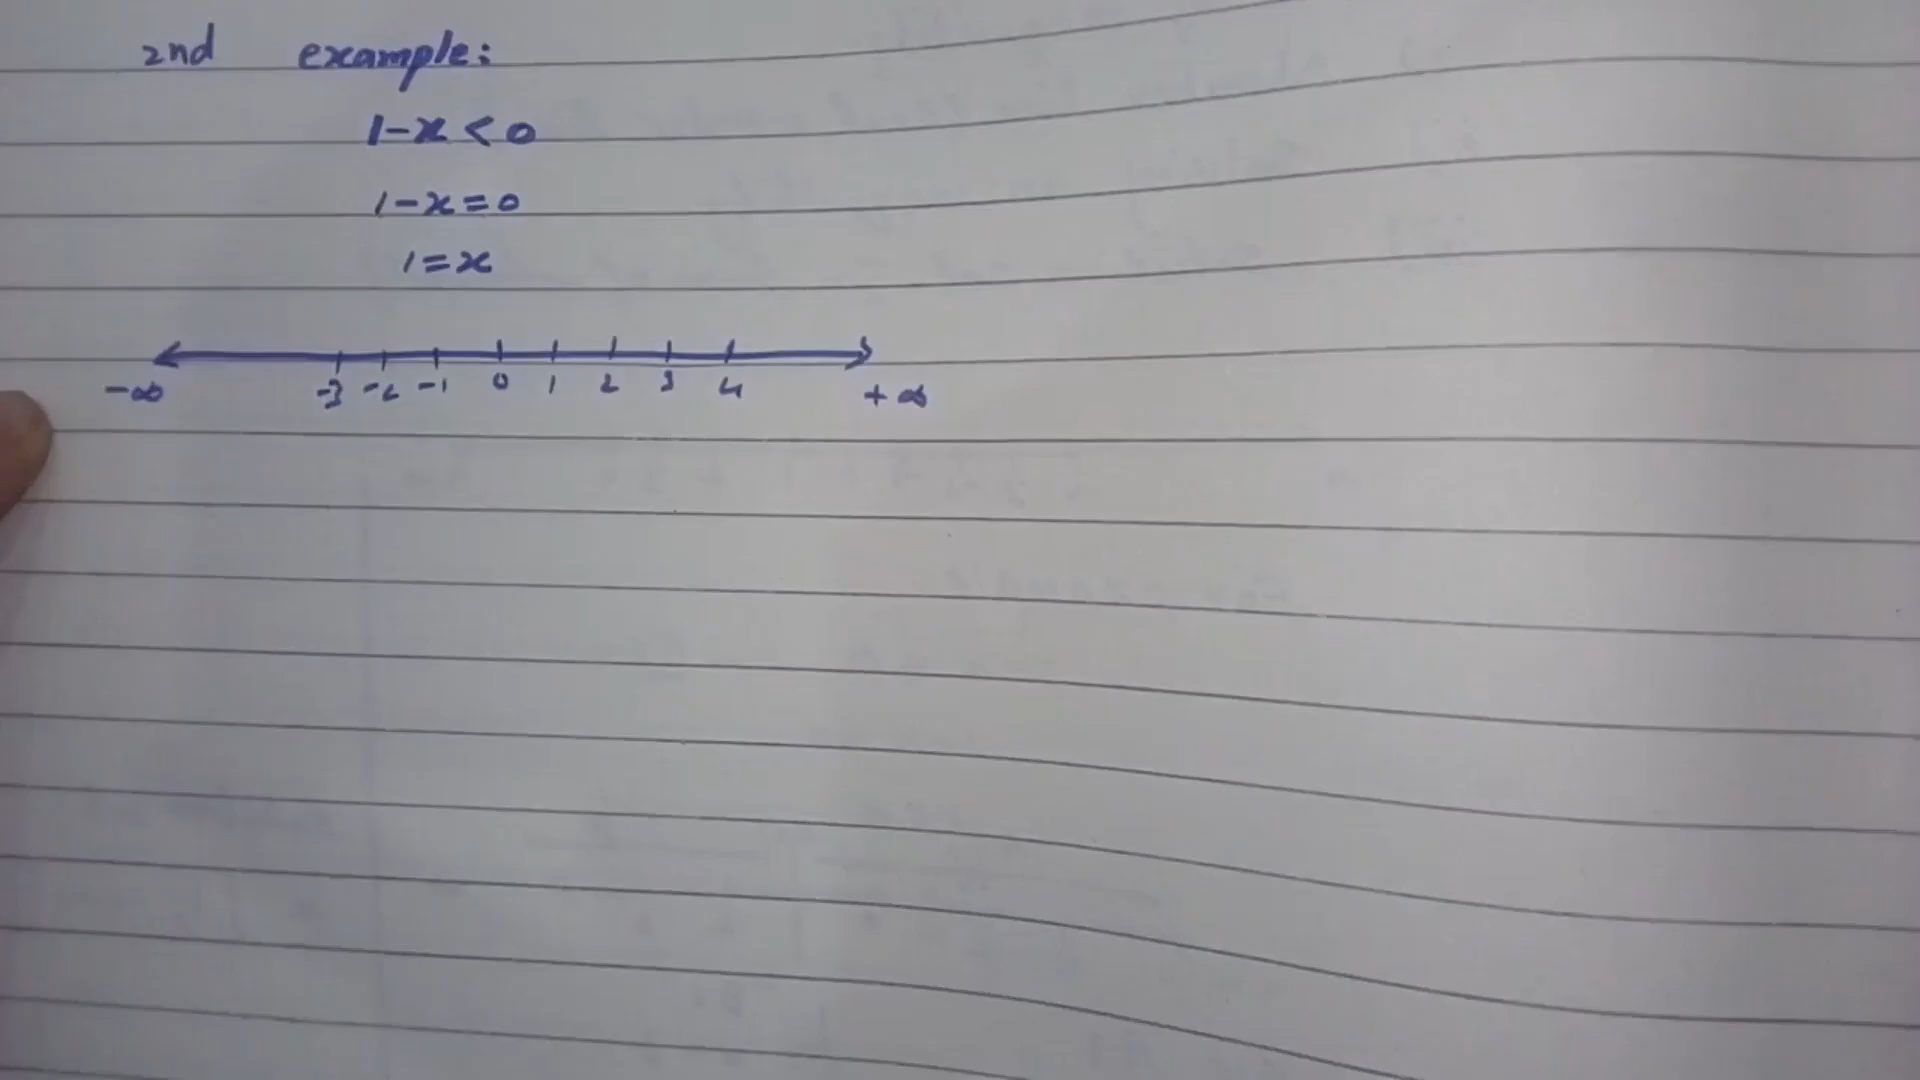 2nd example:
1-x<0
1-x=0
1=x
-3 -2 -1 0 1 2 3 4
-∞ +∞